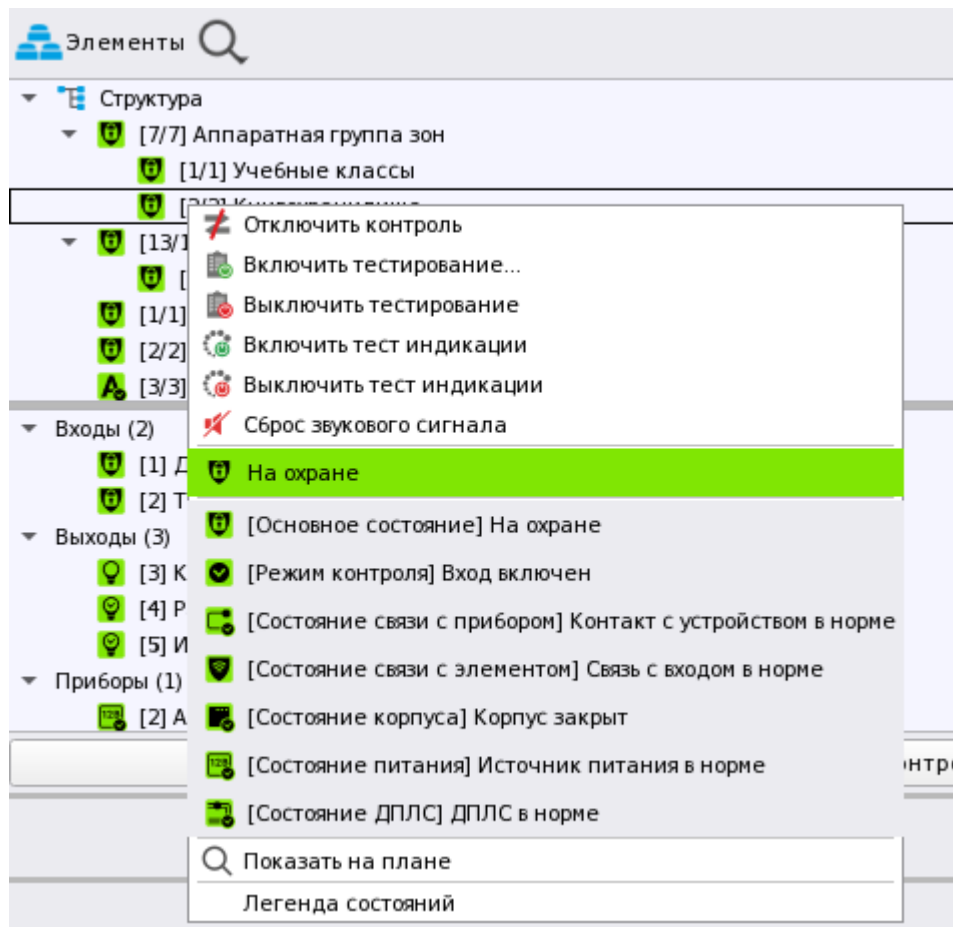 Элементы
Структура
[7/7] Аппаратная группа зон
[1/1] Учебные классы
Отключить контроль
[13/1
Включить тестирование...
[
Выключить тестирование
[1/1]
Включить тест индикации
[2/2]
Выключить тест индикации
[3/3]
Сброс звукового сигнала
Входы (2)
На охране
[1] Д
[2] Т
[Основное состояние] На охране
Выходы (3)
[Режим контроля] Вход включен
[3] К
[4] Р
[Состояние связи с прибором] Контакт с устройством в норме
[5] И
[Состояние связи с элементом] Связь с входом в норме
Приборы (1)
[2] А
[Состояние корпуса] Корпус закрыт
[Состояние питания] Источник питания в норме
нтро
[Состояние ДПЛС] ДПЛС в норме
Показать на плане
Легенда состояний